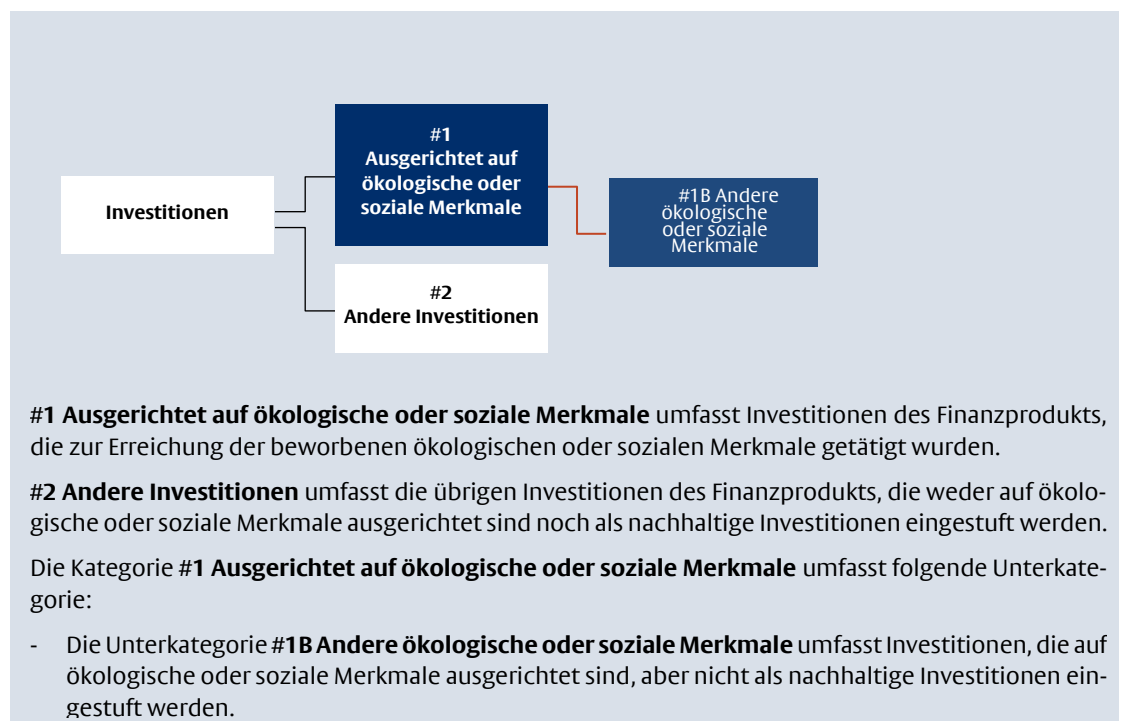 #1
Ausgerichtet auf
ökologische oder
soziale Merkmale
Investitionen
#1B Andere
ökologische
oder soziale
Merkmale
#2
Andere Investitionen
#1 Ausgerichtet auf ökologische oder soziale Merkmale umfasst Investitionen des Finanzprodukts,
die zur Erreichung der beworbenen ökologischen oder sozialen Merkmale getätigt wurden.
#2 Andere Investitionen umfasst die übrigen Investitionen des Finanzprodukts, die weder auf ökolo-
gische oder soziale Merkmale ausgerichtet sind noch als nachhaltige Investitionen eingestuft werden.
Die Kategorie #1 Ausgerichtet auf ökologische oder soziale Merkmale umfasst folgende Unterkate-
gorie:
- Die Unterkategorie #1B Andere ökologische oder soziale Merkmale umfasst Investitionen, die auf
ökologische oder soziale Merkmale ausgerichtet sind, aber nicht als nachhaltige Investitionen ein-
gestuft werden.